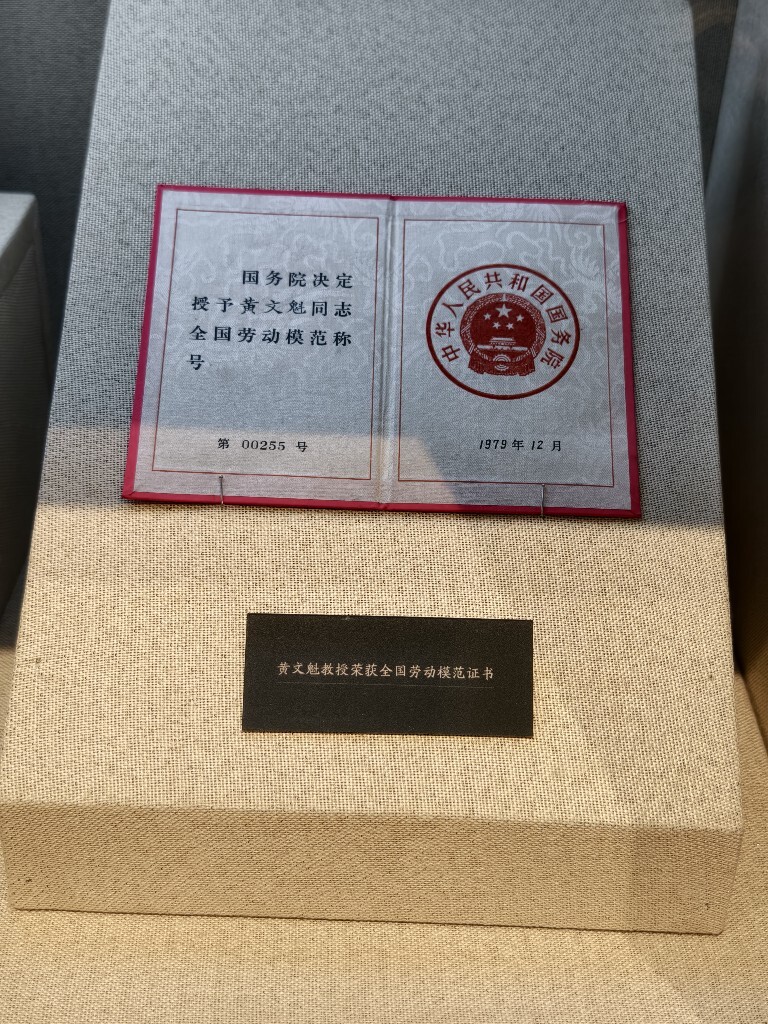 国务院决定
授予黄文魁同志
全国劳动模范称
号
第 00255 号
中华人民共和国国务院
1979年12月
黄文魁教授荣获全国劳动模范证书